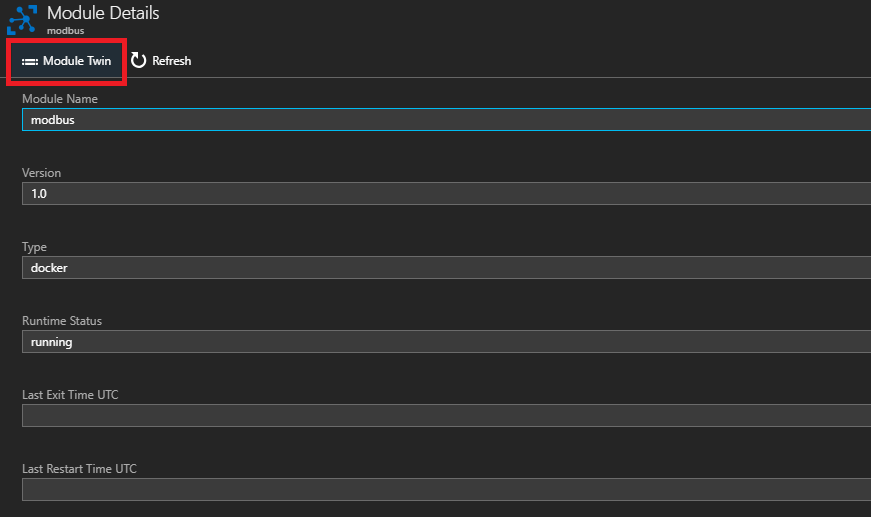 Module Details
modbus
Module Twin Refresh
Module Name
modbus
Version
1.0
Type
docker
Runtime Status
running
Last Exit Time UTC
Last Restart Time UTC